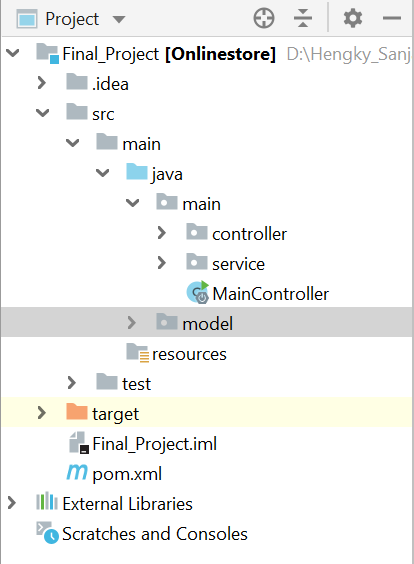 Project
Final_Project [Onlinestore] D:\Hengky_Sanj
.idea
src
main
java
main
controller
service
MainController
model
resources
test
target
Final_Project.iml
pom.xml
External Libraries
Scratches and Consoles